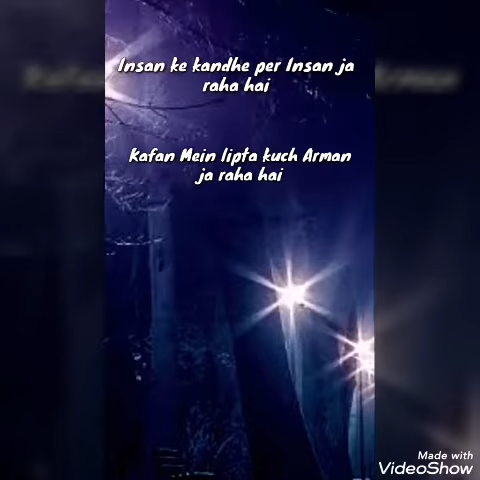 Insan ke kandhe per Insan ja
raha hai
Kafan Mein lipta kuch Arman
ja raha hai
Made with
VideoShow